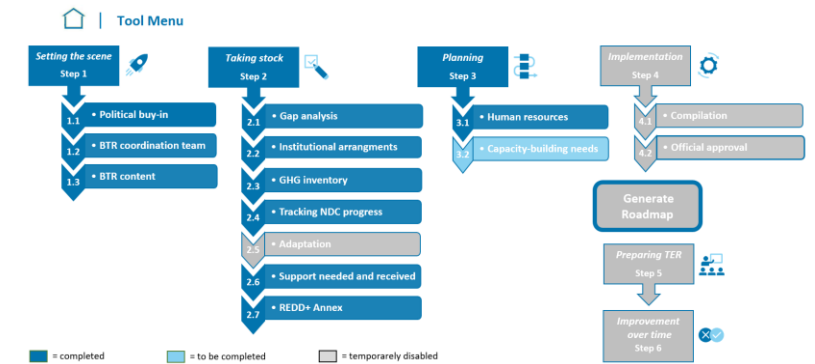 | Tool Menu
Setting the scene
Step 1
1.1 • Political buy-in
1.2 • BTR coordination team
1.3 • BTR content
Taking stock
Step 2
2.1 • Gap analysis
2.2 • Institutional arrangments
2.3 • GHG inventory
2.4 • Tracking NDC progress
2.5 • Adaptation
2.6 • Support needed and received
2.7 • REDD+ Annex
Planning
Step 3
3.1 • Human resources
3.2 • Capacity-building needs
Implementation
Step 4
4.1 • Compilation
4.2 • Official approval
Generate
Roadmap
Preparing TER
Step 5
Improvement
over time
Step 6
= completed
= to be completed
= temporarely disabled